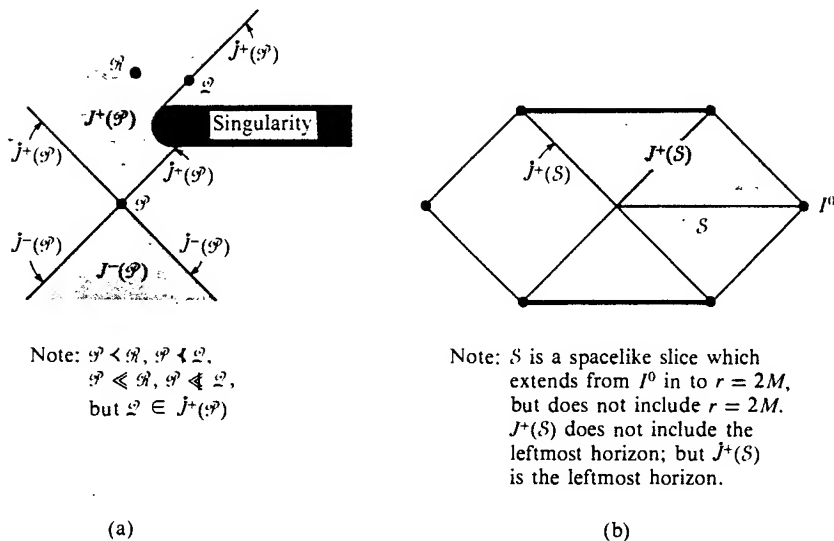 j̇⁺(𝒫)
ℛ
𝒬
J⁺(𝒫)
Singularity
j̇⁺(𝒫)
j̇⁺(𝒫)
𝒫
j̇⁻(𝒫)
j̇⁻(𝒫)
J⁻(𝒫)
Note: 𝒫 ≺ ℛ, 𝒫 ⊀ 𝒬,
𝒫 ≪ ℛ, 𝒫 ≪̸ 𝒬,
but 𝒬 ∈ j̇⁺(𝒫)
(a)
J⁺(S)
j̇⁺(S)
I⁰
S
Note: S is a spacelike slice which
extends from I⁰ in to r = 2M,
but does not include r = 2M.
J⁺(S) does not include the
leftmost horizon; but J̇⁺(S)
is the leftmost horizon.
(b)